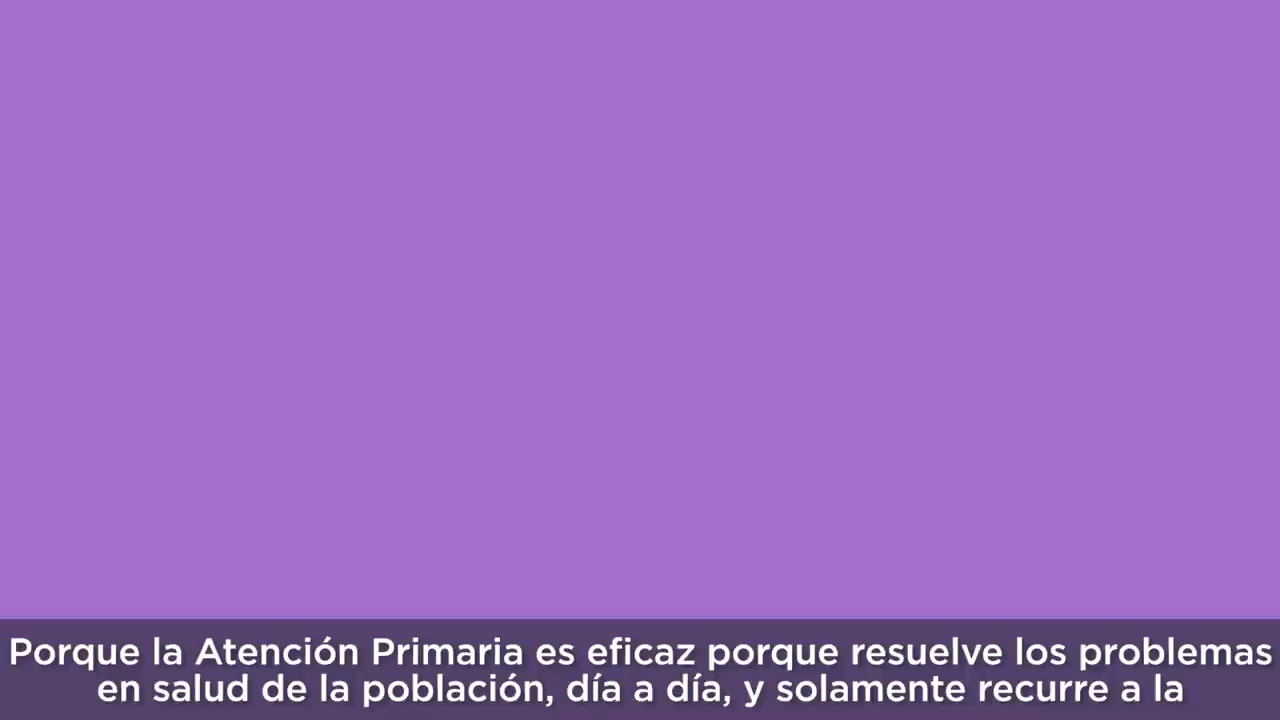 Porque la Atención Primaria es eficaz porque resuelve los problemas
en salud de la población, día a día, y solamente recurre a la